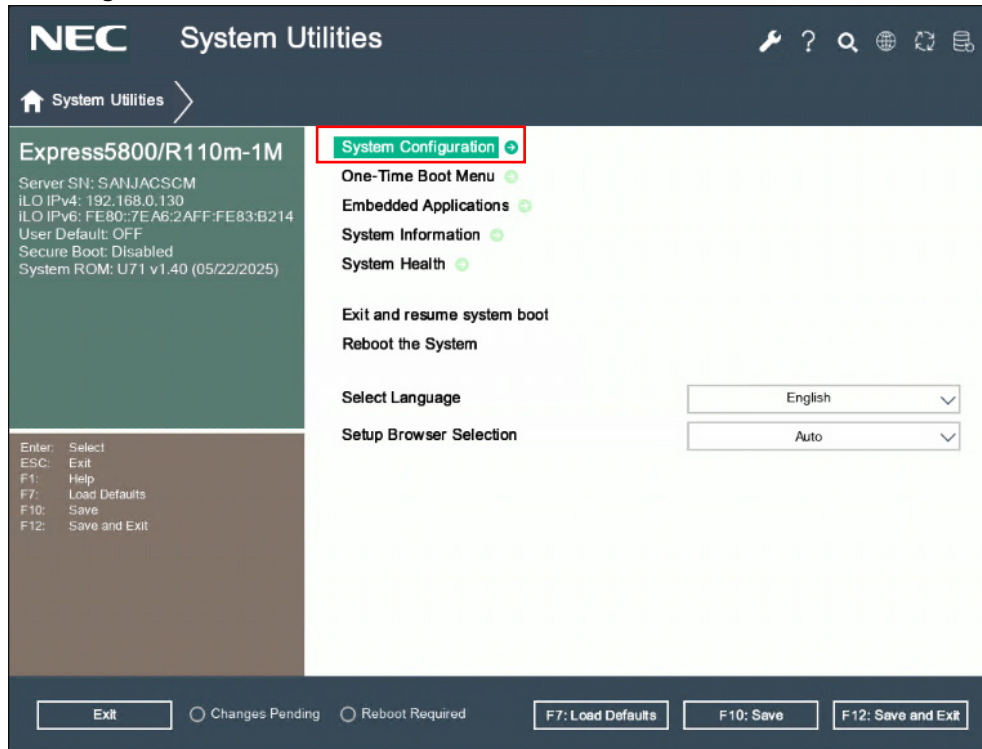 NEC System Utilities
System Utilities
Express5800/R110m-1M
Server SN: SANJACSCM
iLO IPv4: 192.168.0.130
iLO IPv6: FE80::7EA6:2AFF:FE83:B214
User Default: OFF
Secure Boot: Disabled
System ROM: U71 v1.40 (05/22/2025)
Enter: Select
ESC: Exit
F1: Help
F7: Load Defaults
F10: Save
F12: Save and Exit
System Configuration
One-Time Boot Menu
Embedded Applications
System Information
System Health
Exit and resume system boot
Reboot the System
Select Language English
Setup Browser Selection Auto
Exit Changes Pending Reboot Required F7: Load Defaults F10: Save F12: Save and Exit